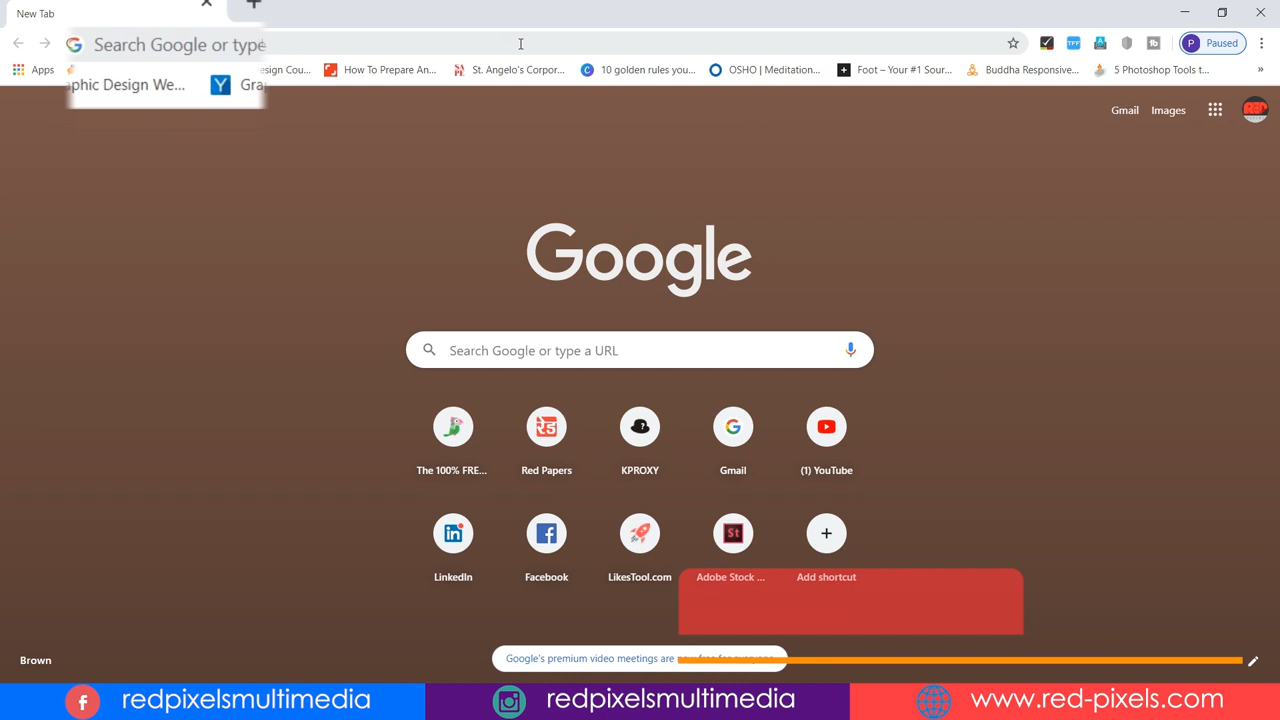 New Tab
Search Google or type
Paused
Apps
esign Cou...
How To Prepare An...
St. Angelo's Corpor...
10 golden rules you...
OSHO | Meditation...
Foot – Your #1 Sour...
Buddha Responsive...
5 Photoshop Tools t...
aphic Design We...
Gra
Gmail
Images
Google
Search Google or type a URL
The 100% FRE...
Red Papers
KPROXY
Gmail
(1) YouTube
LinkedIn
Facebook
LikesTool.com
Adobe Stock ...
Add shortcut
Google's premium video meetings are
Brown
redpixelsmultimedia
redpixelsmultimedia
www.red-pixels.com